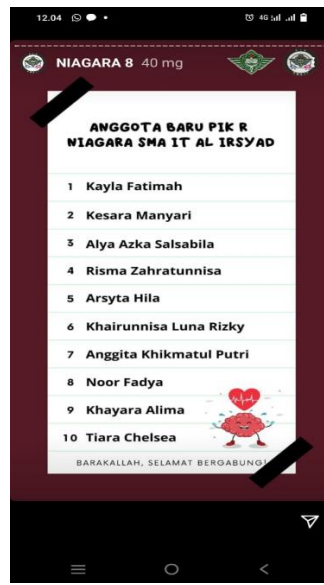 12.04
4G
NIAGARA 8 40 mg
ANGGOTA BARU PIK R
NIAGARA SMA IT AL IRSYAD
1 Kayla Fatimah
2 Kesara Manyari
3 Alya Azka Salsabila
4 Risma Zahratunnisa
5 Arsyta Hila
6 Khairunnisa Luna Rizky
7 Anggita Khikmatul Putri
8 Noor Fadya
9 Khayara Alima
10 Tiara Chelsea
BARAKALLAH, SELAMAT BERGABUNG!